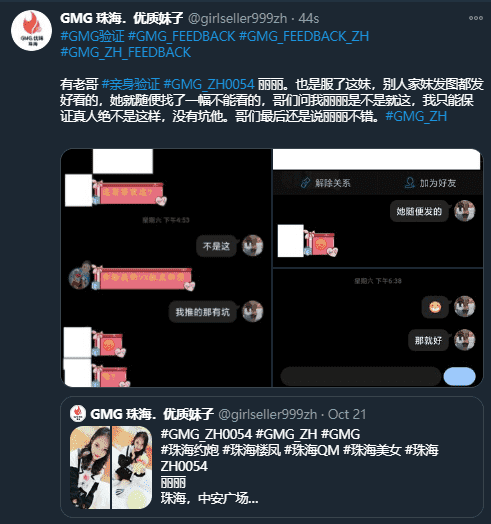 GMG 珠海．优质妹子 @girlseller999zh · 44s
#GMG验证 #GMG_FEEDBACK #GMG_FEEDBACK_ZH
#GMG_ZH_FEEDBACK
有老哥 #亲身验证 #GMG_ZH0054 丽丽。也是服了这妹，别人家妹发图都发
好看的，她就随便找了一幅不能看的，哥们问我丽丽是不是就这，我只能保
证真人绝不是这样，没有坑他。哥们最后还是说丽丽不错。#GMG_ZH
GMG 优妹
珠海
星期六 下午4:53
不是这
我推的那有坑
解除关系
加为好友
她随便发的
星期六 下午6:38
那就好
GMG 珠海．优质妹子 @girlseller999zh · Oct 21
#GMG_ZH0054 #GMG_ZH #GMG
#珠海约炮 #珠海楼凤 #珠海QM #珠海美女 #珠海
ZH0054
丽丽
珠海，中安广场...